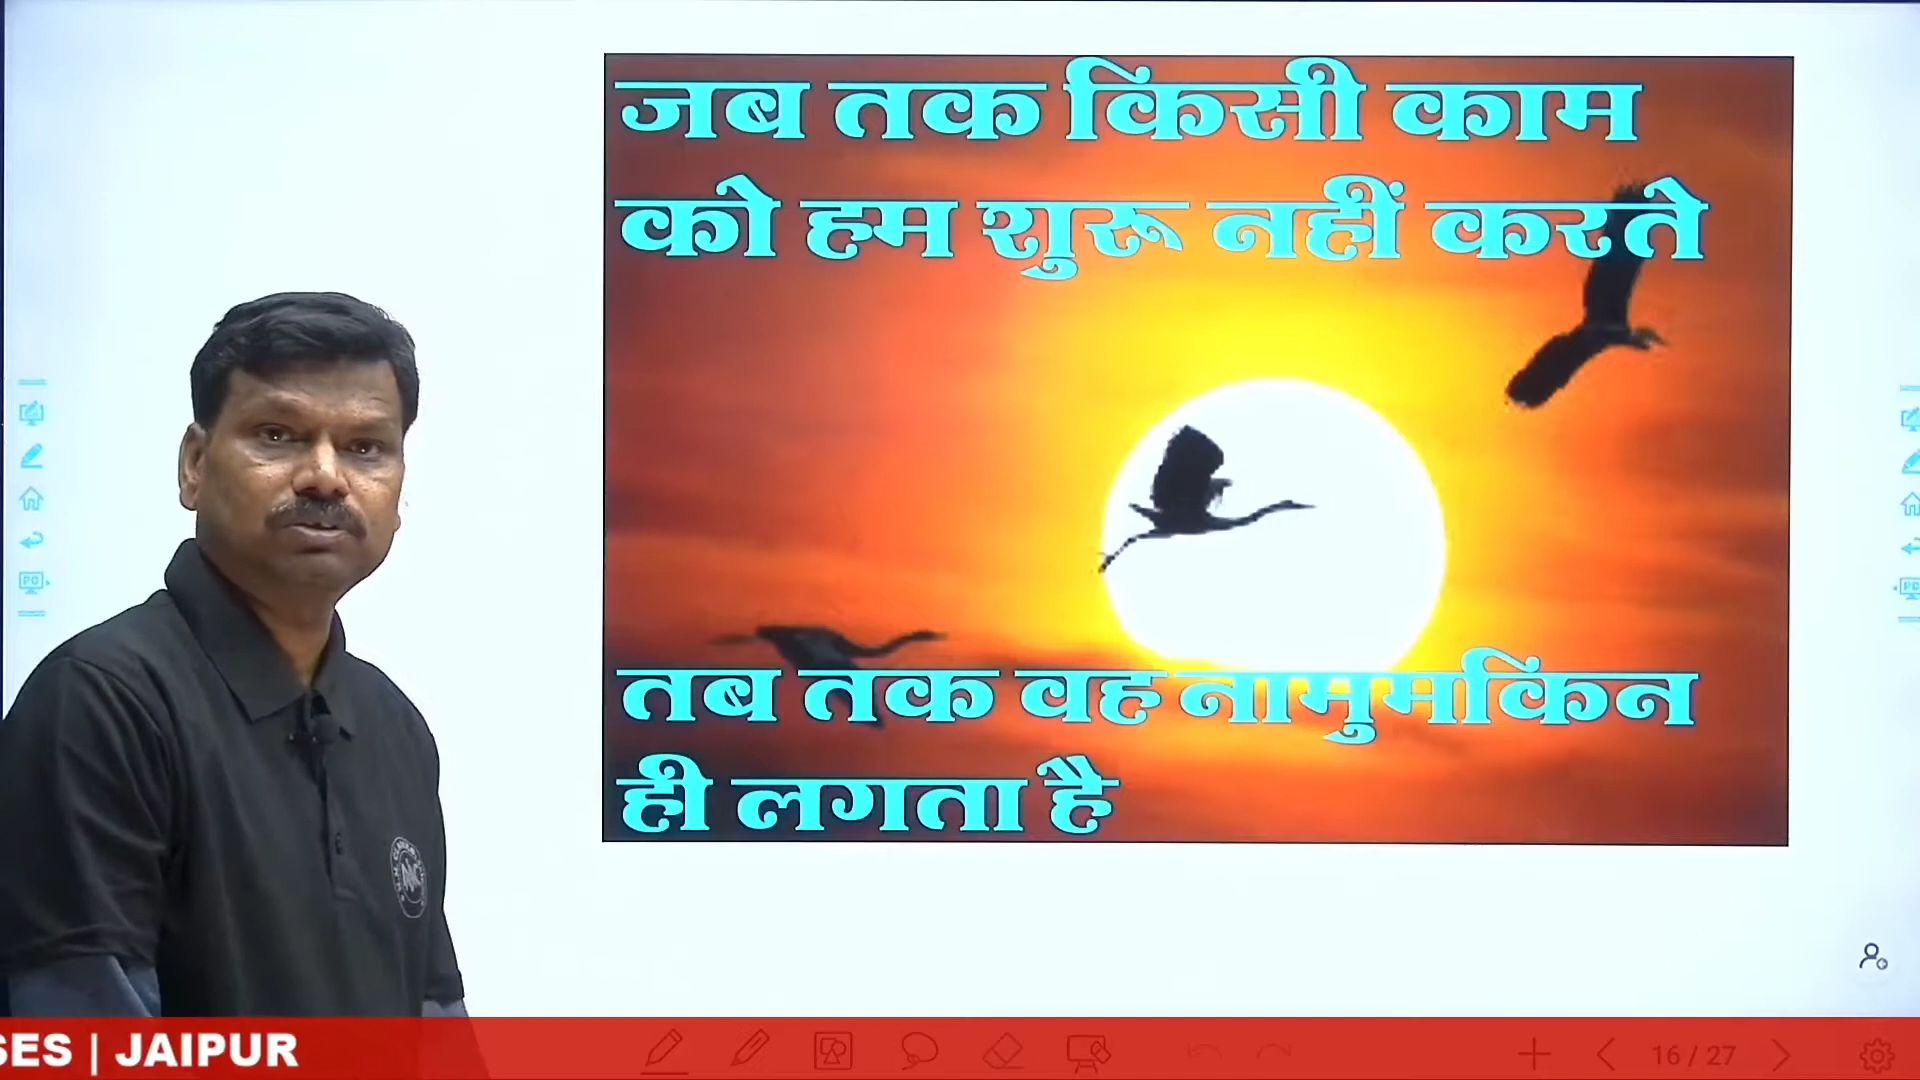 जब तक किसी काम
को हम शुरू नहीं करते
तब तक वह नामुमकिन
ही लगता है
SES | JAIPUR
16 / 27